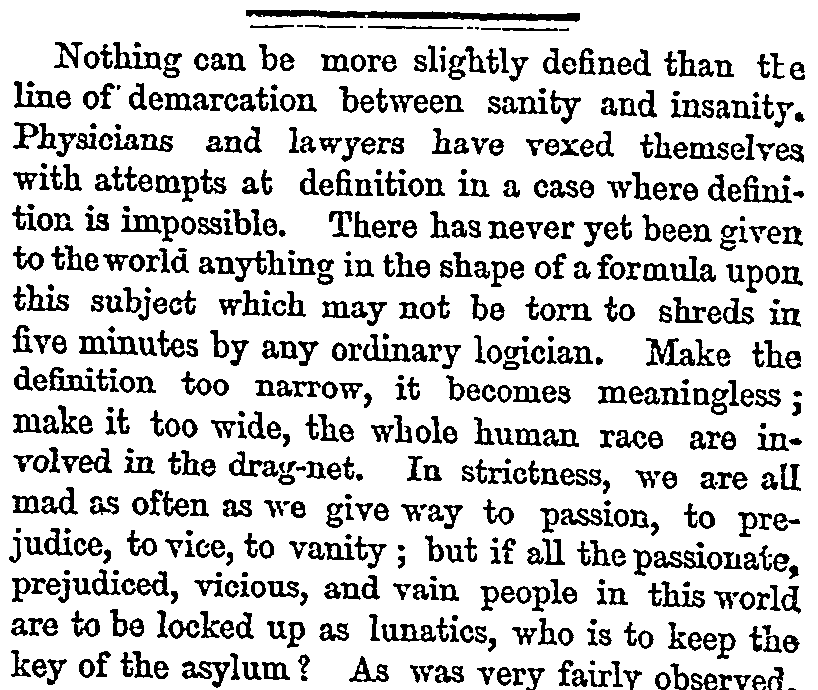 Nothing can be more slightly defined than the
line of demarcation between sanity and insanity.
Physicians and lawyers have vexed themselves
with attempts at definition in a case where defini-
tion is impossible. There has never yet been given
to the world anything in the shape of a formula upon
this subject which may not be torn to shreds in
five minutes by any ordinary logician. Make the
definition too narrow, it becomes meaningless ;
make it too wide, the whole human race are in-
volved in the drag-net. In strictness, we are all
mad as often as we give way to passion, to pre-
judice, to vice, to vanity ; but if all the passionate,
prejudiced, vicious, and vain people in this world
are to be locked up as lunatics, who is to keep the
key of the asylum ? As was very fairly observed,